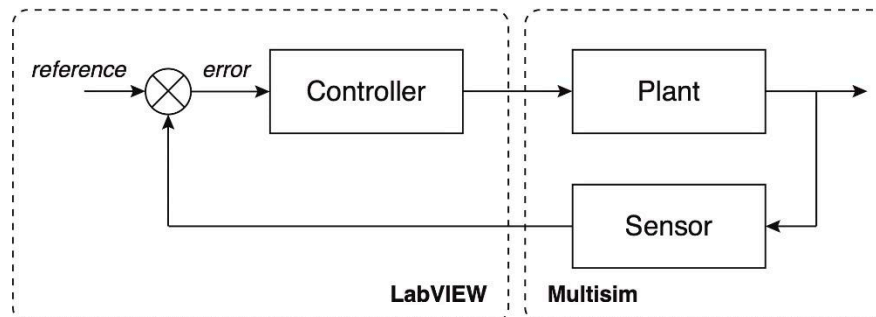 reference
error
Controller
Plant
Sensor
LabVIEW
Multisim